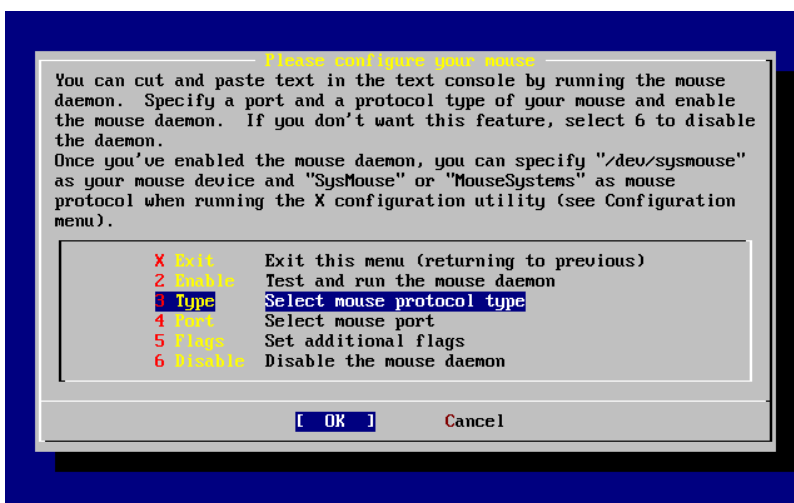 Please configure your mouse
You can cut and paste text in the text console by running the mouse
daemon.  Specify a port and a protocol type of your mouse and enable
the mouse daemon.  If you don't want this feature, select 6 to disable
the daemon.
Once you've enabled the mouse daemon, you can specify "/dev/sysmouse"
as your mouse device and "SysMouse" or "MouseSystems" as mouse
protocol when running the X configuration utility (see Configuration
menu).
X Exit     Exit this menu (returning to previous)
2 Enable   Test and run the mouse daemon
3 Type     Select mouse protocol type
4 Port     Select mouse port
5 Flags    Set additional flags
6 Disable  Disable the mouse daemon
[  OK  ]     Cancel